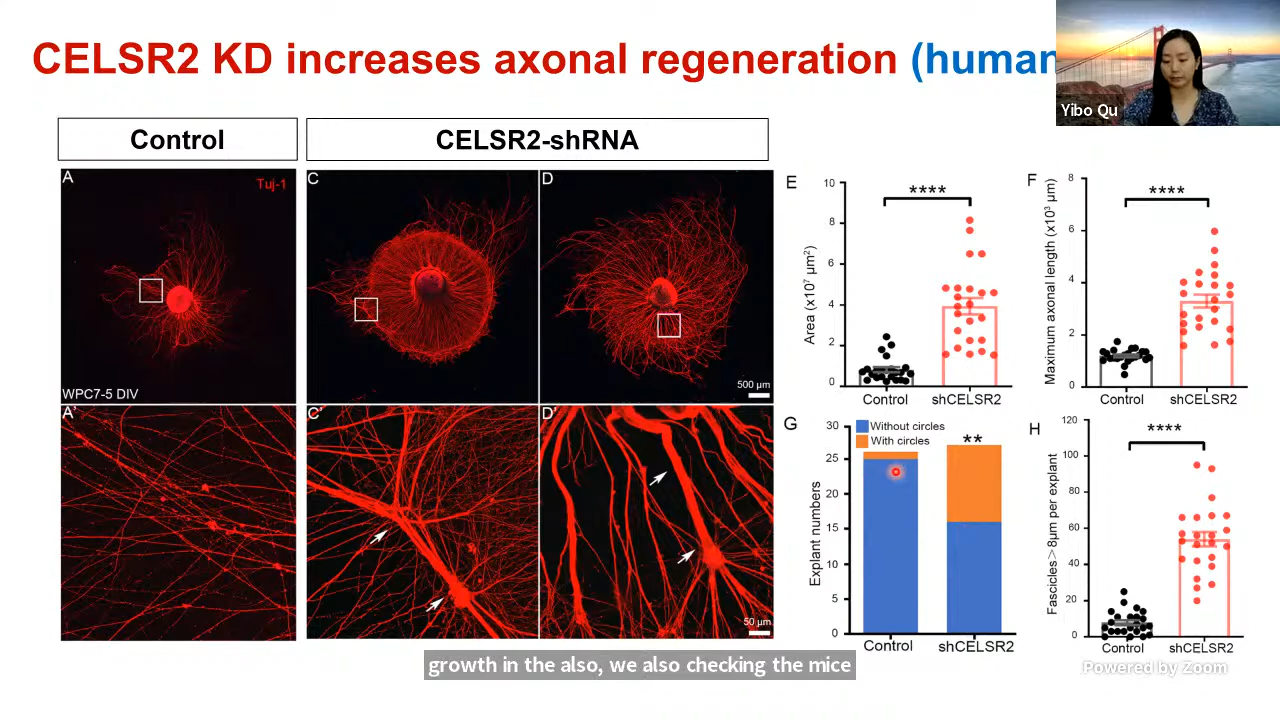 CELSR2 KD increases axonal regeneration (human
Yibo Qu
Control
CELSR2-shRNA
A
Tuj-1
WPC7-5 DIV
C
D
500 µm
A'
C'
D'
50 µm
E
Area (x10⁷ µm²)
10
8
6
4
2
0
****
Control
shCELSR2
F
Maximum axonal length (x10³ µm)
8
6
4
2
0
****
Control
shCELSR2
G
Explant numbers
30
25
20
15
10
5
0
Without circles
With circles
**
Control
shCELSR2
H
Fascicles＞8µm per explant
120
100
80
60
40
20
0
****
Control
shCELSR2
growth in the also, we also checking the mice
Powered by Zoom